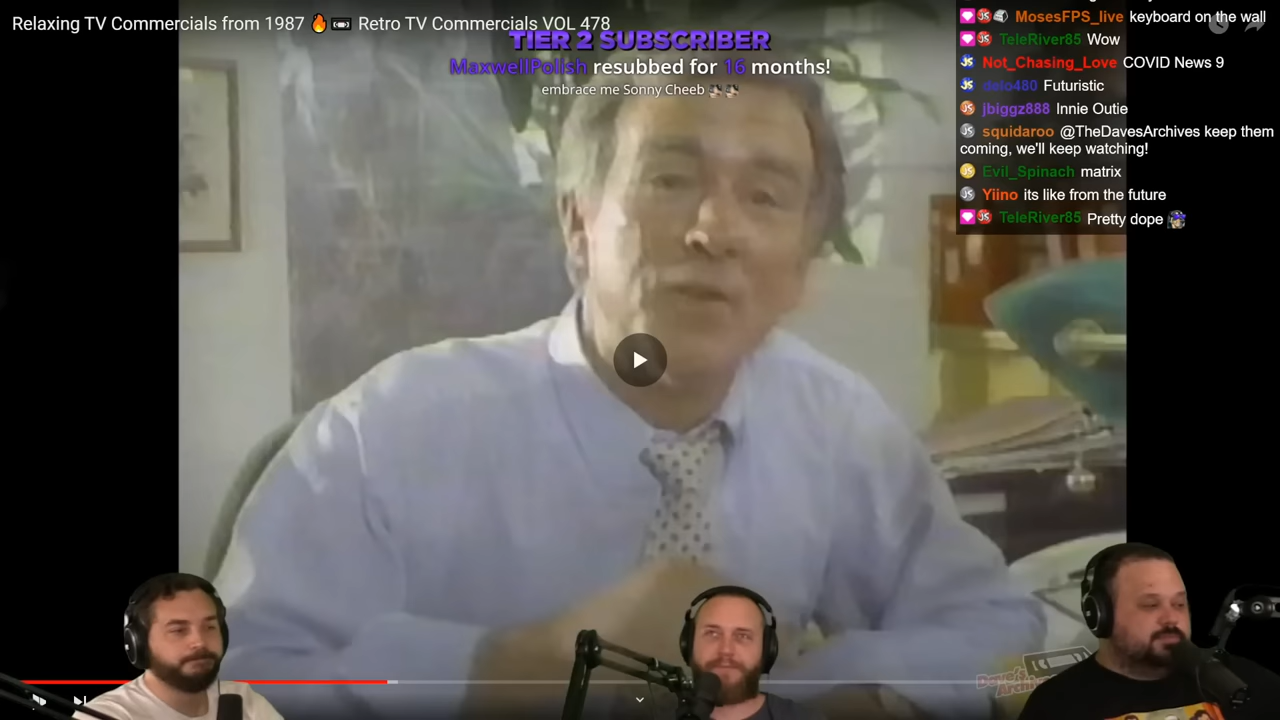 Relaxing TV Commercials from 1987 🔥📼 Retro TV Commercials VOL 478
TIER 2 SUBSCRIBER
MaxwellPolish resubbed for 16 months!
embrace me Sonny Cheeb
MosesFPS_live keyboard on the wall
TeleRiver85 Wow
Not_Chasing_Love COVID News 9
dolo480 Futuristic
jbiggz888 Innie Outie
squidaroo @TheDavesArchives keep them
coming, we'll keep watching!
Evil_Spinach matrix
Yiino its like from the future
TeleRiver85 Pretty dope
Dave's
Archives